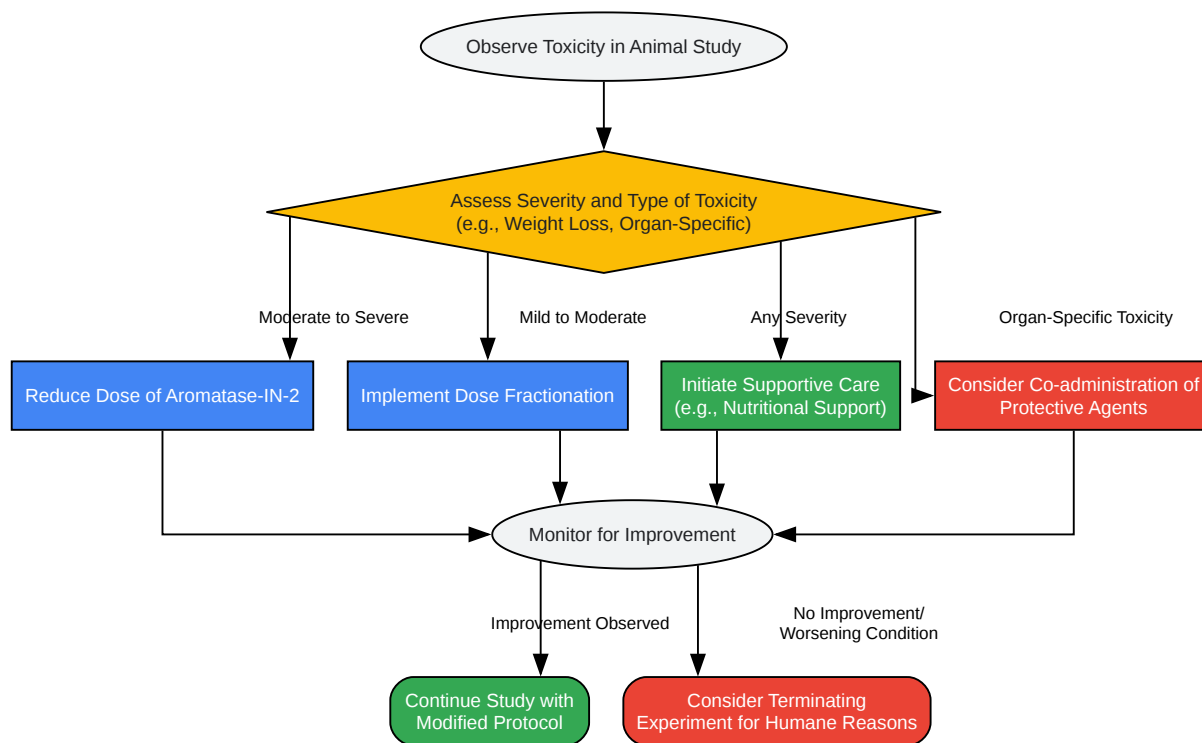 Observe Toxicity in Animal Study
Assess Severity and Type of Toxicity
(e.g., Weight Loss, Organ-Specific)
Moderate to Severe
Mild to Moderate
Any Severity
Organ-Specific Toxicity
Reduce Dose of Aromatase-IN-2
Implement Dose Fractionation
Initiate Supportive Care
(e.g., Nutritional Support)
Consider Co-administration of
Protective Agents
Monitor for Improvement
Improvement Observed
No Improvement/
Worsening Condition
Continue Study with
Modified Protocol
Consider Terminating
Experiment for Humane Reasons